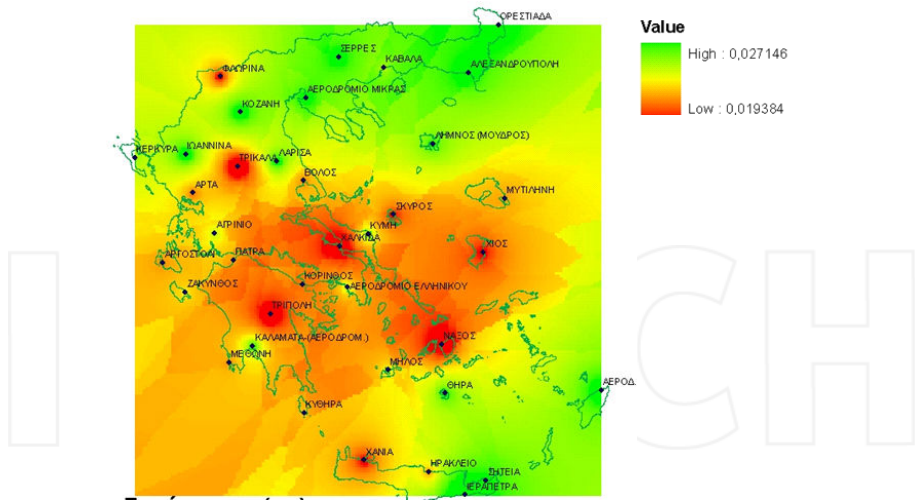 ΟΡΕΣΤΙΑΔΑ
Value
ΣΕΡΡΕΣ
ΚΑΒΑΛΑ
ΑΛΕΞΑΝΔΡΟΥΠΟΛΗ
High : 0,027146
ΦΛΩΡΙΝΑ
ΑΕΡΟΔΡΟΜΙΟ ΜΙΚΡΑΣ
ΚΟΖΑΝΗ
Low : 0,019384
ΛΗΜΝΟΣ (ΜΟΥΔΡΟΣ)
ΚΕΡΚΥΡΑ
ΙΩΑΝΝΙΝΑ
ΤΡΙΚΑΛΑ
ΛΑΡΙΣΑ
ΒΟΛΟΣ
ΑΡΤΑ
ΜΥΤΙΛΗΝΗ
ΣΚΥΡΟΣ
ΑΓΡΙΝΙΟ
ΚΥΜΗ
ΧΑΛΚΙΔΑ
ΧΙΟΣ
ΑΡΓΟΣΤΟΛΙ
ΠΑΤΡΑ
ΖΑΚΥΝΘΟΣ
ΚΟΡΙΝΘΟΣ
ΑΕΡΟΔΡΟΜΙΟ ΕΛΛΗΝΙΚΟΥ
ΤΡΙΠΟΛΗ
ΚΑΛΑΜΑΤΑ-(ΑΕΡΟΔΡΟΜ.)
ΝΑΞΟΣ
ΜΕΘΩΝΗ
ΜΗΛΟΣ
ΘΗΡΑ
ΑΕΡΟΔ.
ΚΥΘΗΡΑ
ΧΑΝΙΑ
ΗΡΑΚΛΕΙΟ
ΣΗΤΕΙΑ
ΙΕΡΑΠΕΤΡΑ